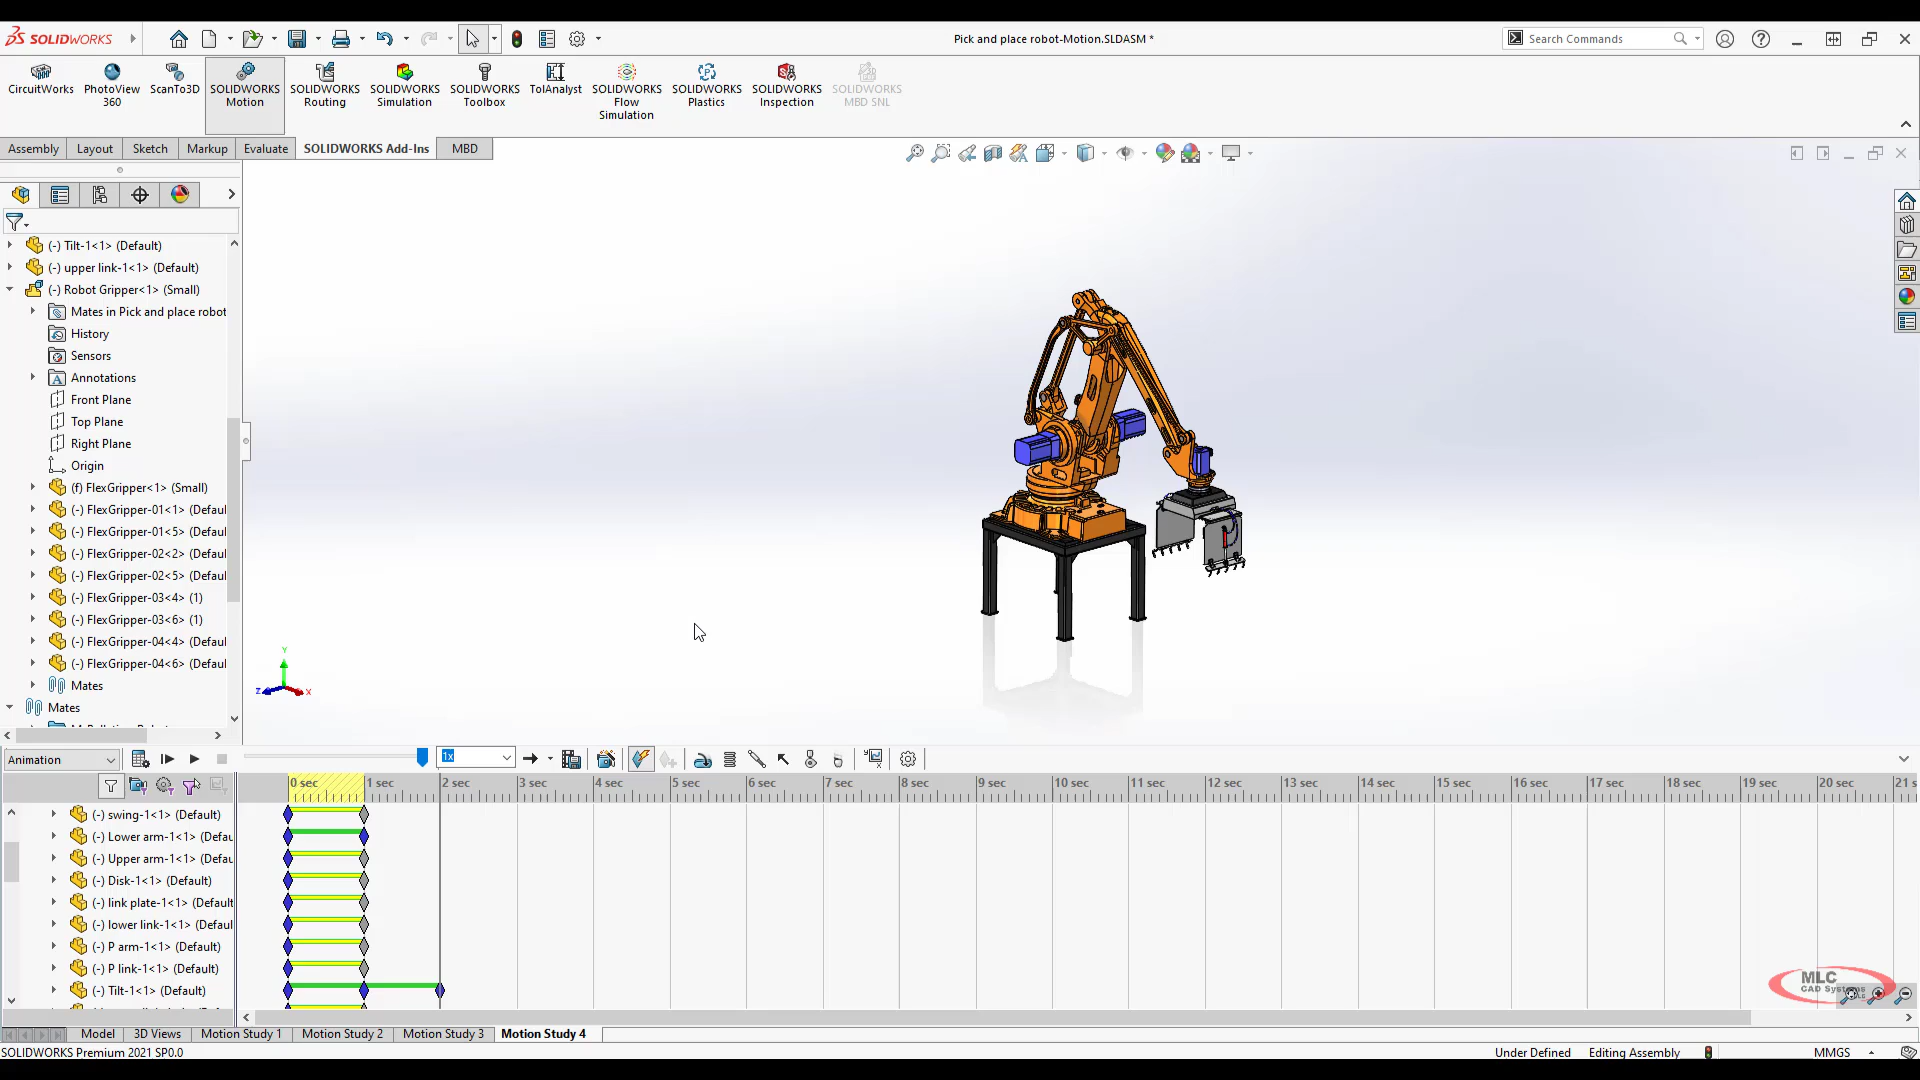 SOLIDWORKS
Pick and place robot-Motion.SLDASM *
Search Commands
CircuitWorks
PhotoView
360
ScanTo3D
SOLIDWORKS
Motion
SOLIDWORKS
Routing
SOLIDWORKS
Simulation
SOLIDWORKS
Toolbox
TolAnalyst
SOLIDWORKS
Flow
Simulation
SOLIDWORKS
Plastics
SOLIDWORKS
Inspection
SOLIDWORKS
MBD SNL
Assembly Layout Sketch Markup Evaluate SOLIDWORKS Add-Ins MBD
(-) Tilt-1<1> (Default)
(-) upper link-1<1> (Default)
(-) Robot Gripper<1> (Small)
Mates in Pick and place robot
History
Sensors
Annotations
Front Plane
Top Plane
Right Plane
Origin
(f) FlexGripper<1> (Small)
(-) FlexGripper-01<1> (Defaul
(-) FlexGripper-01<5> (Defaul
(-) FlexGripper-02<2> (Defaul
(-) FlexGripper-02<5> (Defaul
(-) FlexGripper-03<4> (1)
(-) FlexGripper-03<6> (1)
(-) FlexGripper-04<4> (Defaul
(-) FlexGripper-04<6> (Defaul
Mates
Mates
Y
Z X
Animation 1x
0 sec 1 sec 2 sec 3 sec 4 sec 5 sec 6 sec 7 sec 8 sec 9 sec 10 sec 11 sec 12 sec 13 sec 14 sec 15 sec 16 sec 17 sec 18 sec 19 sec 20 sec 21 s
(-) swing-1<1> (Default)
(-) Lower arm-1<1> (Defau
(-) Upper arm-1<1> (Defau
(-) Disk-1<1> (Default)
(-) link plate-1<1> (Default)
(-) lower link-1<1> (Defaul
(-) P arm-1<1> (Default)
(-) P link-1<1> (Default)
(-) Tilt-1<1> (Default)
MLC
CAD Systems
Model 3D Views Motion Study 1 Motion Study 2 Motion Study 3 Motion Study 4
SOLIDWORKS Premium 2021 SP0.0
Under Defined Editing Assembly MMGS